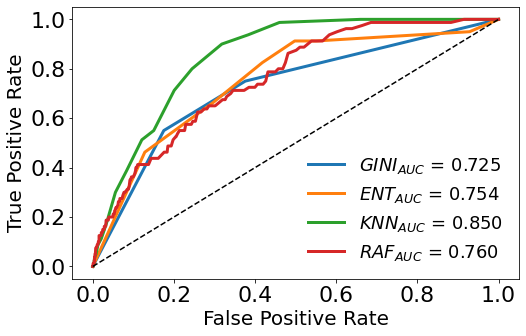 1.0
0.8
0.6
0.4
0.2
0.0
True Positive Rate
GINI_AUC = 0.725
ENT_AUC = 0.754
KNN_AUC = 0.850
RAF_AUC = 0.760
0.0 0.2 0.4 0.6 0.8 1.0
False Positive Rate